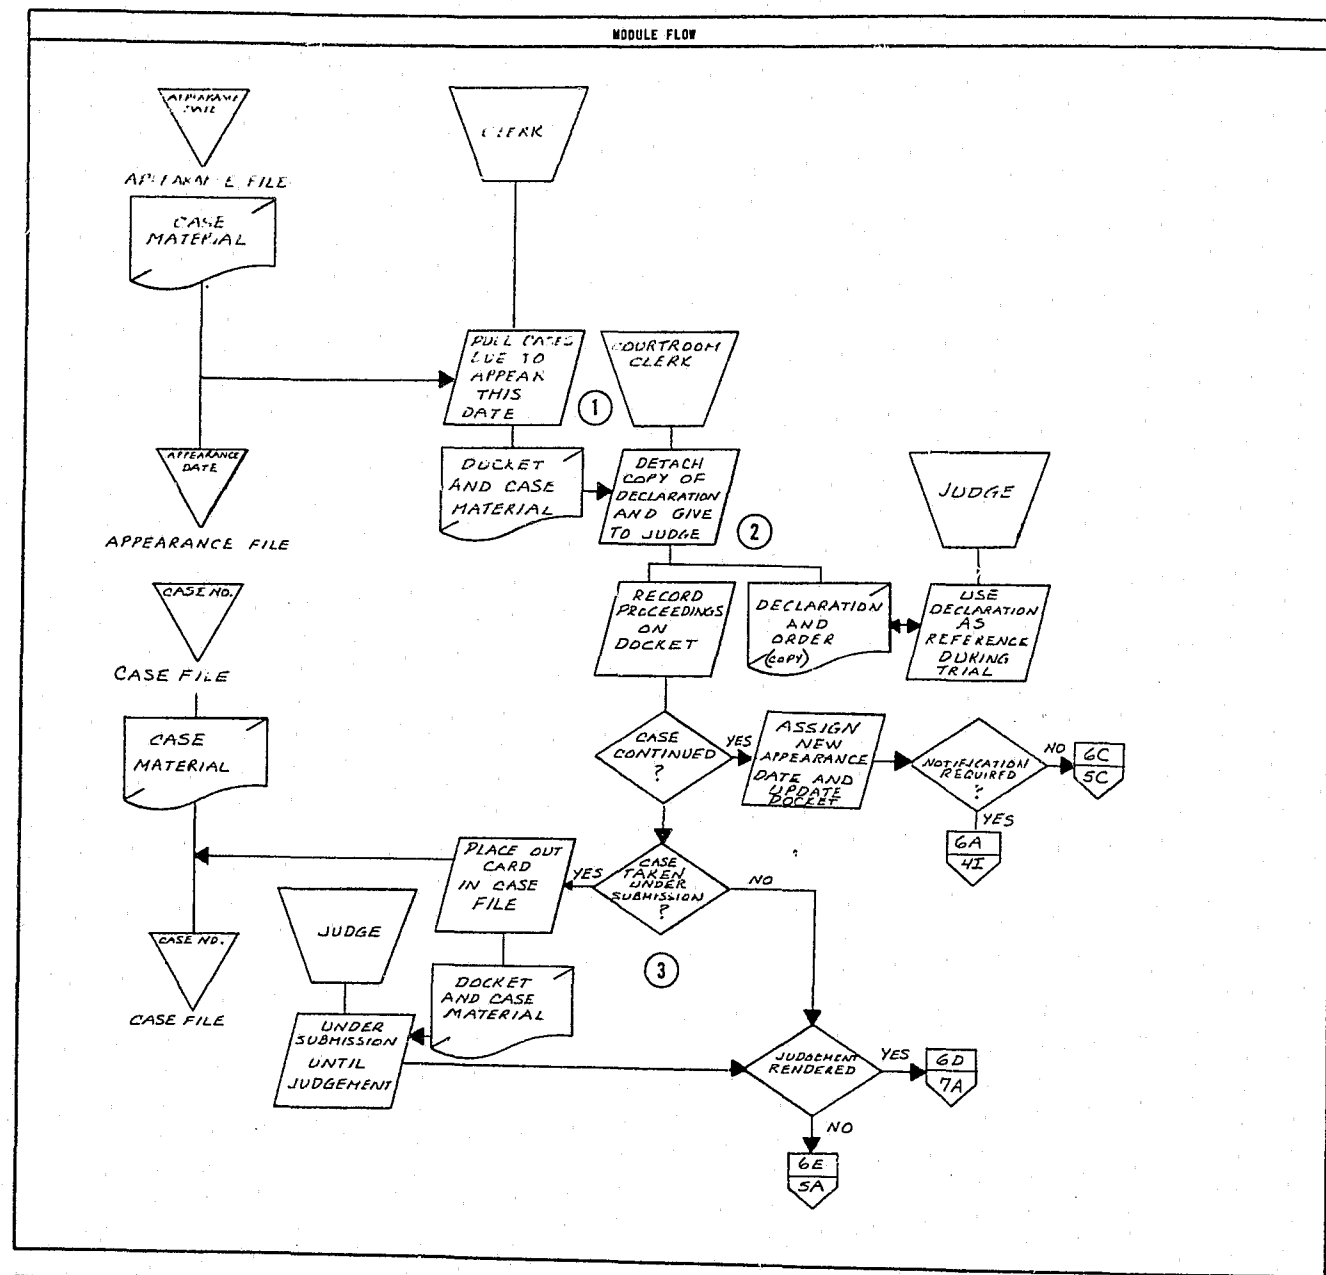 MODULE FLOW
APPEARANCE
DATE
CLERK
APPEARANCE FILE
CASE
MATERIAL
PULL CASES
DUE TO
APPEAR
THIS
DATE
COURTROOM
CLERK
1
APPEARANCE
DATE
APPEARANCE FILE
DOCKET
AND CASE
MATERIAL
DETACH
COPY OF
DECLARATION
AND GIVE
TO JUDGE
2
JUDGE
CASE NO.
CASE FILE
RECORD
PROCEEDINGS
ON
DOCKET
DECLARATION
AND
ORDER
(COPY)
USE
DECLARATION
AS
REFERENCE
DURING
TRIAL
CASE
MATERIAL
CASE
CONTINUED
?
YES
ASSIGN
NEW
APPEARANCE
DATE AND
UPDATE
DOCKET
NOTIFICATION
REQUIRED
?
NO
6C
5C
YES
6A
4I
PLACE OUT
CARD
IN CASE
FILE
YES
CASE
TAKEN
UNDER
SUBMISSION
?
NO
3
JUDGE
CASE NO.
CASE FILE
DOCKET
AND CASE
MATERIAL
UNDER
SUBMISSION
UNTIL
JUDGEMENT
JUDGEMENT
RENDERED
YES
6D
7A
NO
6E
5A